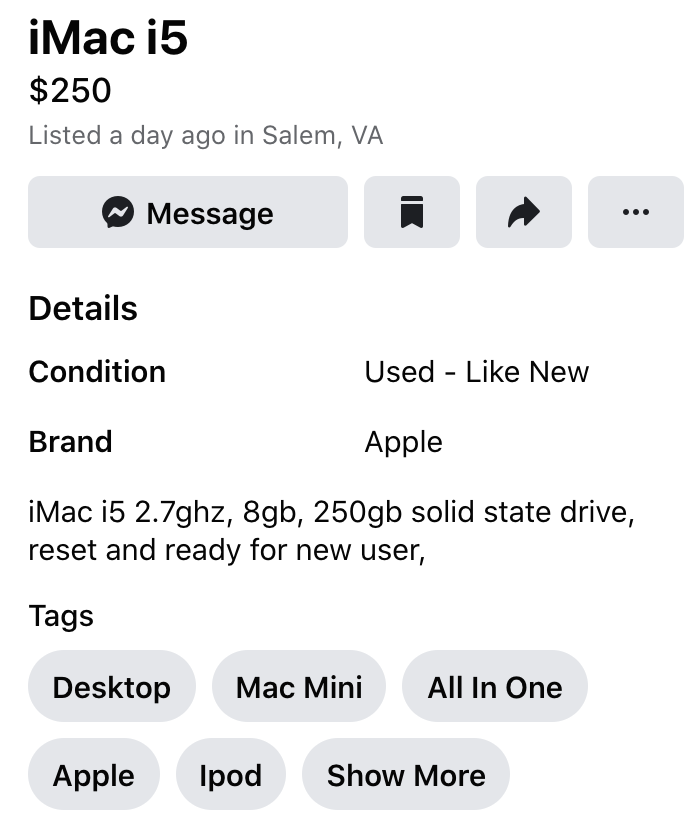 iMac i5
$250
Listed a day ago in Salem, VA
Message
Details
Condition Used - Like New
Brand Apple
iMac i5 2.7ghz, 8gb, 250gb solid state drive,
reset and ready for new user,
Tags
Desktop Mac Mini All In One
Apple Ipod Show More